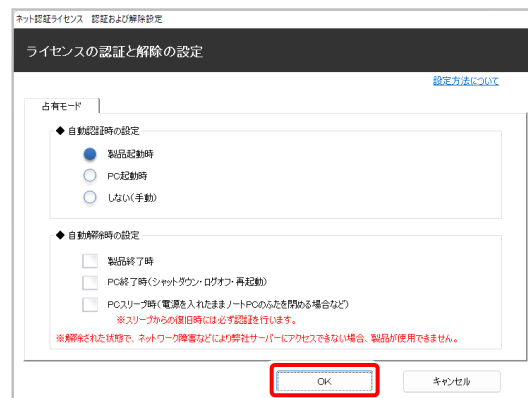 ネット認証ライセンス 認証および解除設定
ライセンスの認証と解除の設定
設定方法について
占有モード
◆ 自動認証時の設定
製品起動時
PC起動時
しない(手動)
◆ 自動解除時の設定
製品終了時
PC終了時(シャットダウン・ログオフ・再起動)
PCスリープ時(電源を入れたままノートPCのふたを閉める場合など)
※スリープからの復旧時には必ず認証を行います。
※解除された状態で、ネットワーク障害などにより弊社サーバーにアクセスできない場合、製品が使用できません。
OK
キャンセル